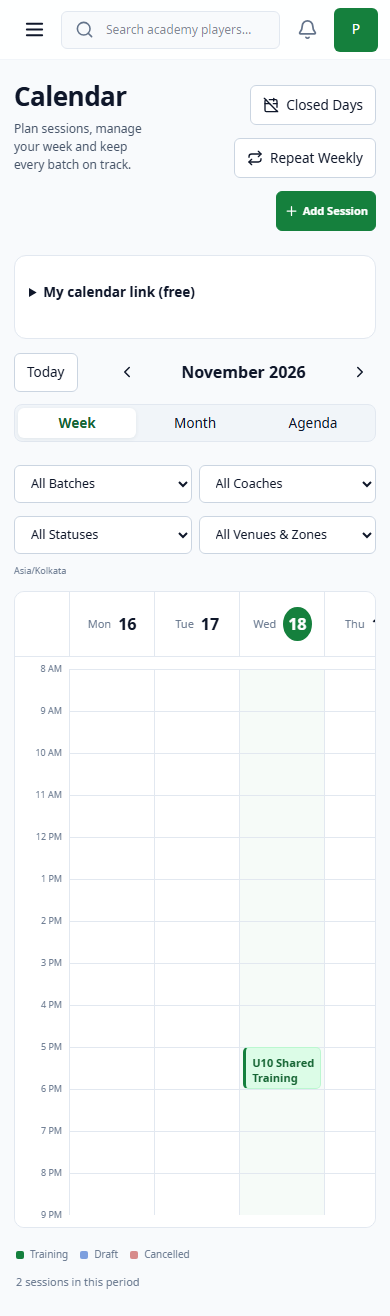 Search academy players...
P
Calendar
Plan sessions, manage
your week and keep
every batch on track.
Closed Days
Repeat Weekly
Add Session
My calendar link (free)
Today
November 2026
Week Month Agenda
All Batches All Coaches
All Statuses All Venues & Zones
Asia/Kolkata
Mon 16 Tue 17 Wed 18 Thu
8 AM
9 AM
10 AM
11 AM
12 PM
1 PM
2 PM
3 PM
4 PM
5 PM
U10 Shared
Training
6 PM
7 PM
8 PM
9 PM
Training Draft Cancelled
2 sessions in this period